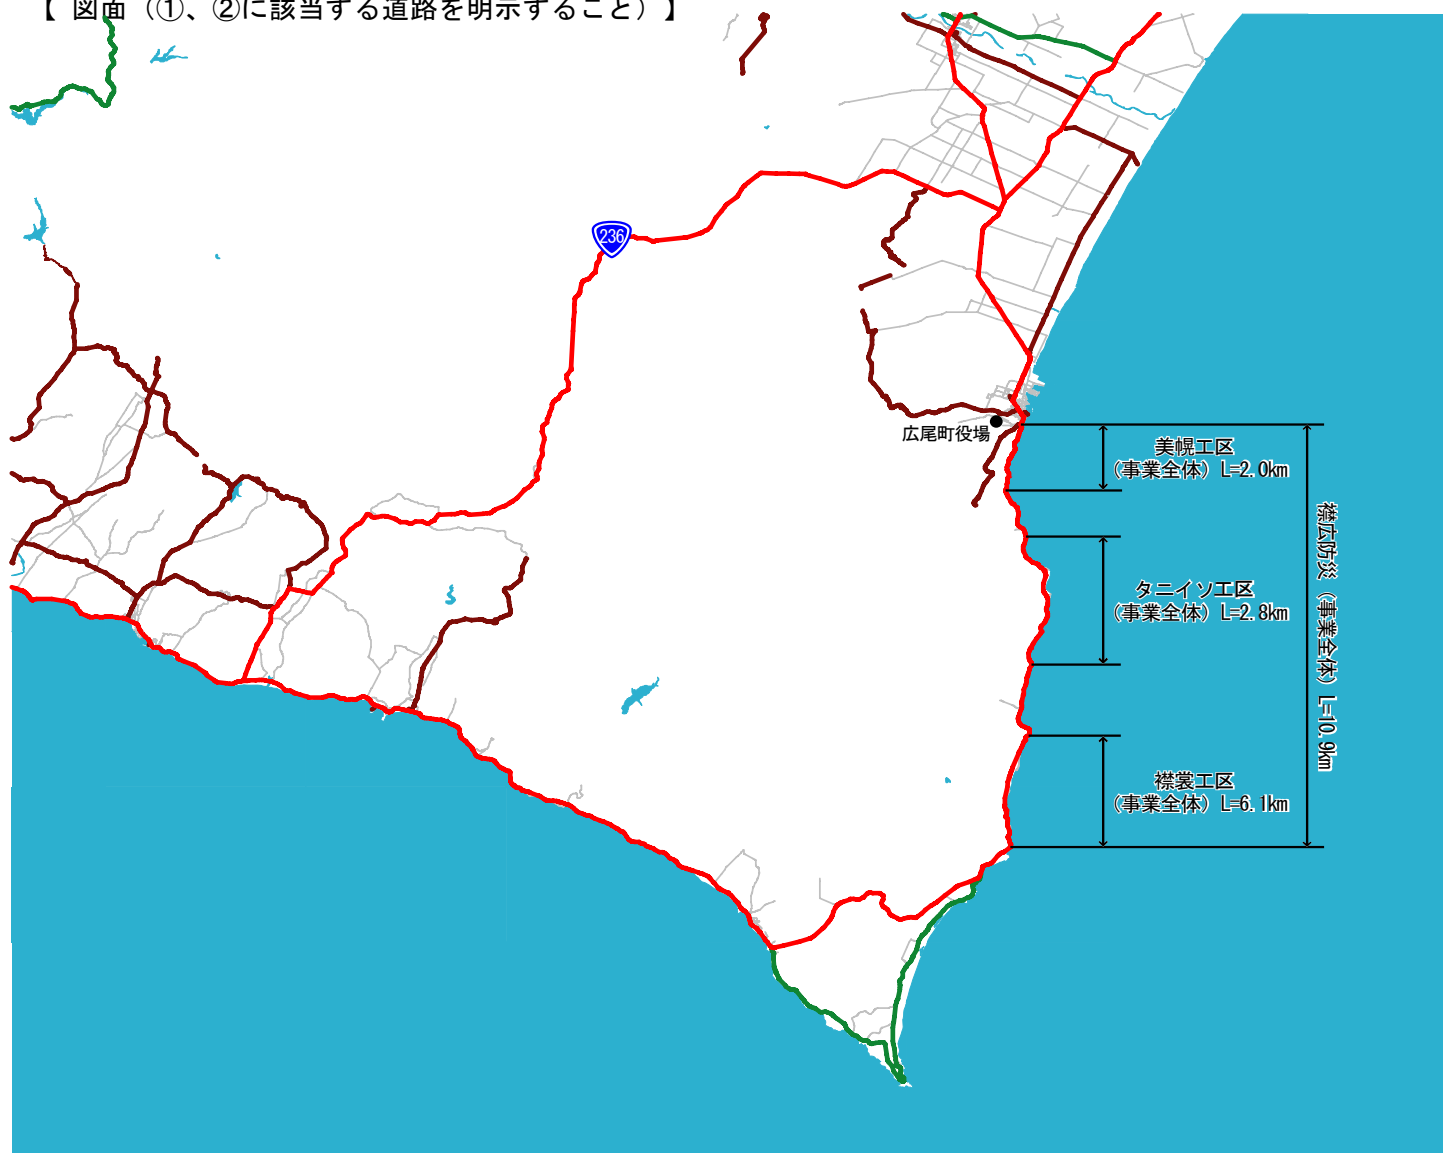 【 図面（①、②に該当する道路を明示すること）】
236
広尾町役場
美幌工区
（事業全体）L=2.0km
タニイソ工区
（事業全体）L=2.8km
襟裳工区
（事業全体）L=6.1km
襟広防災（事業全体）L=10.9km